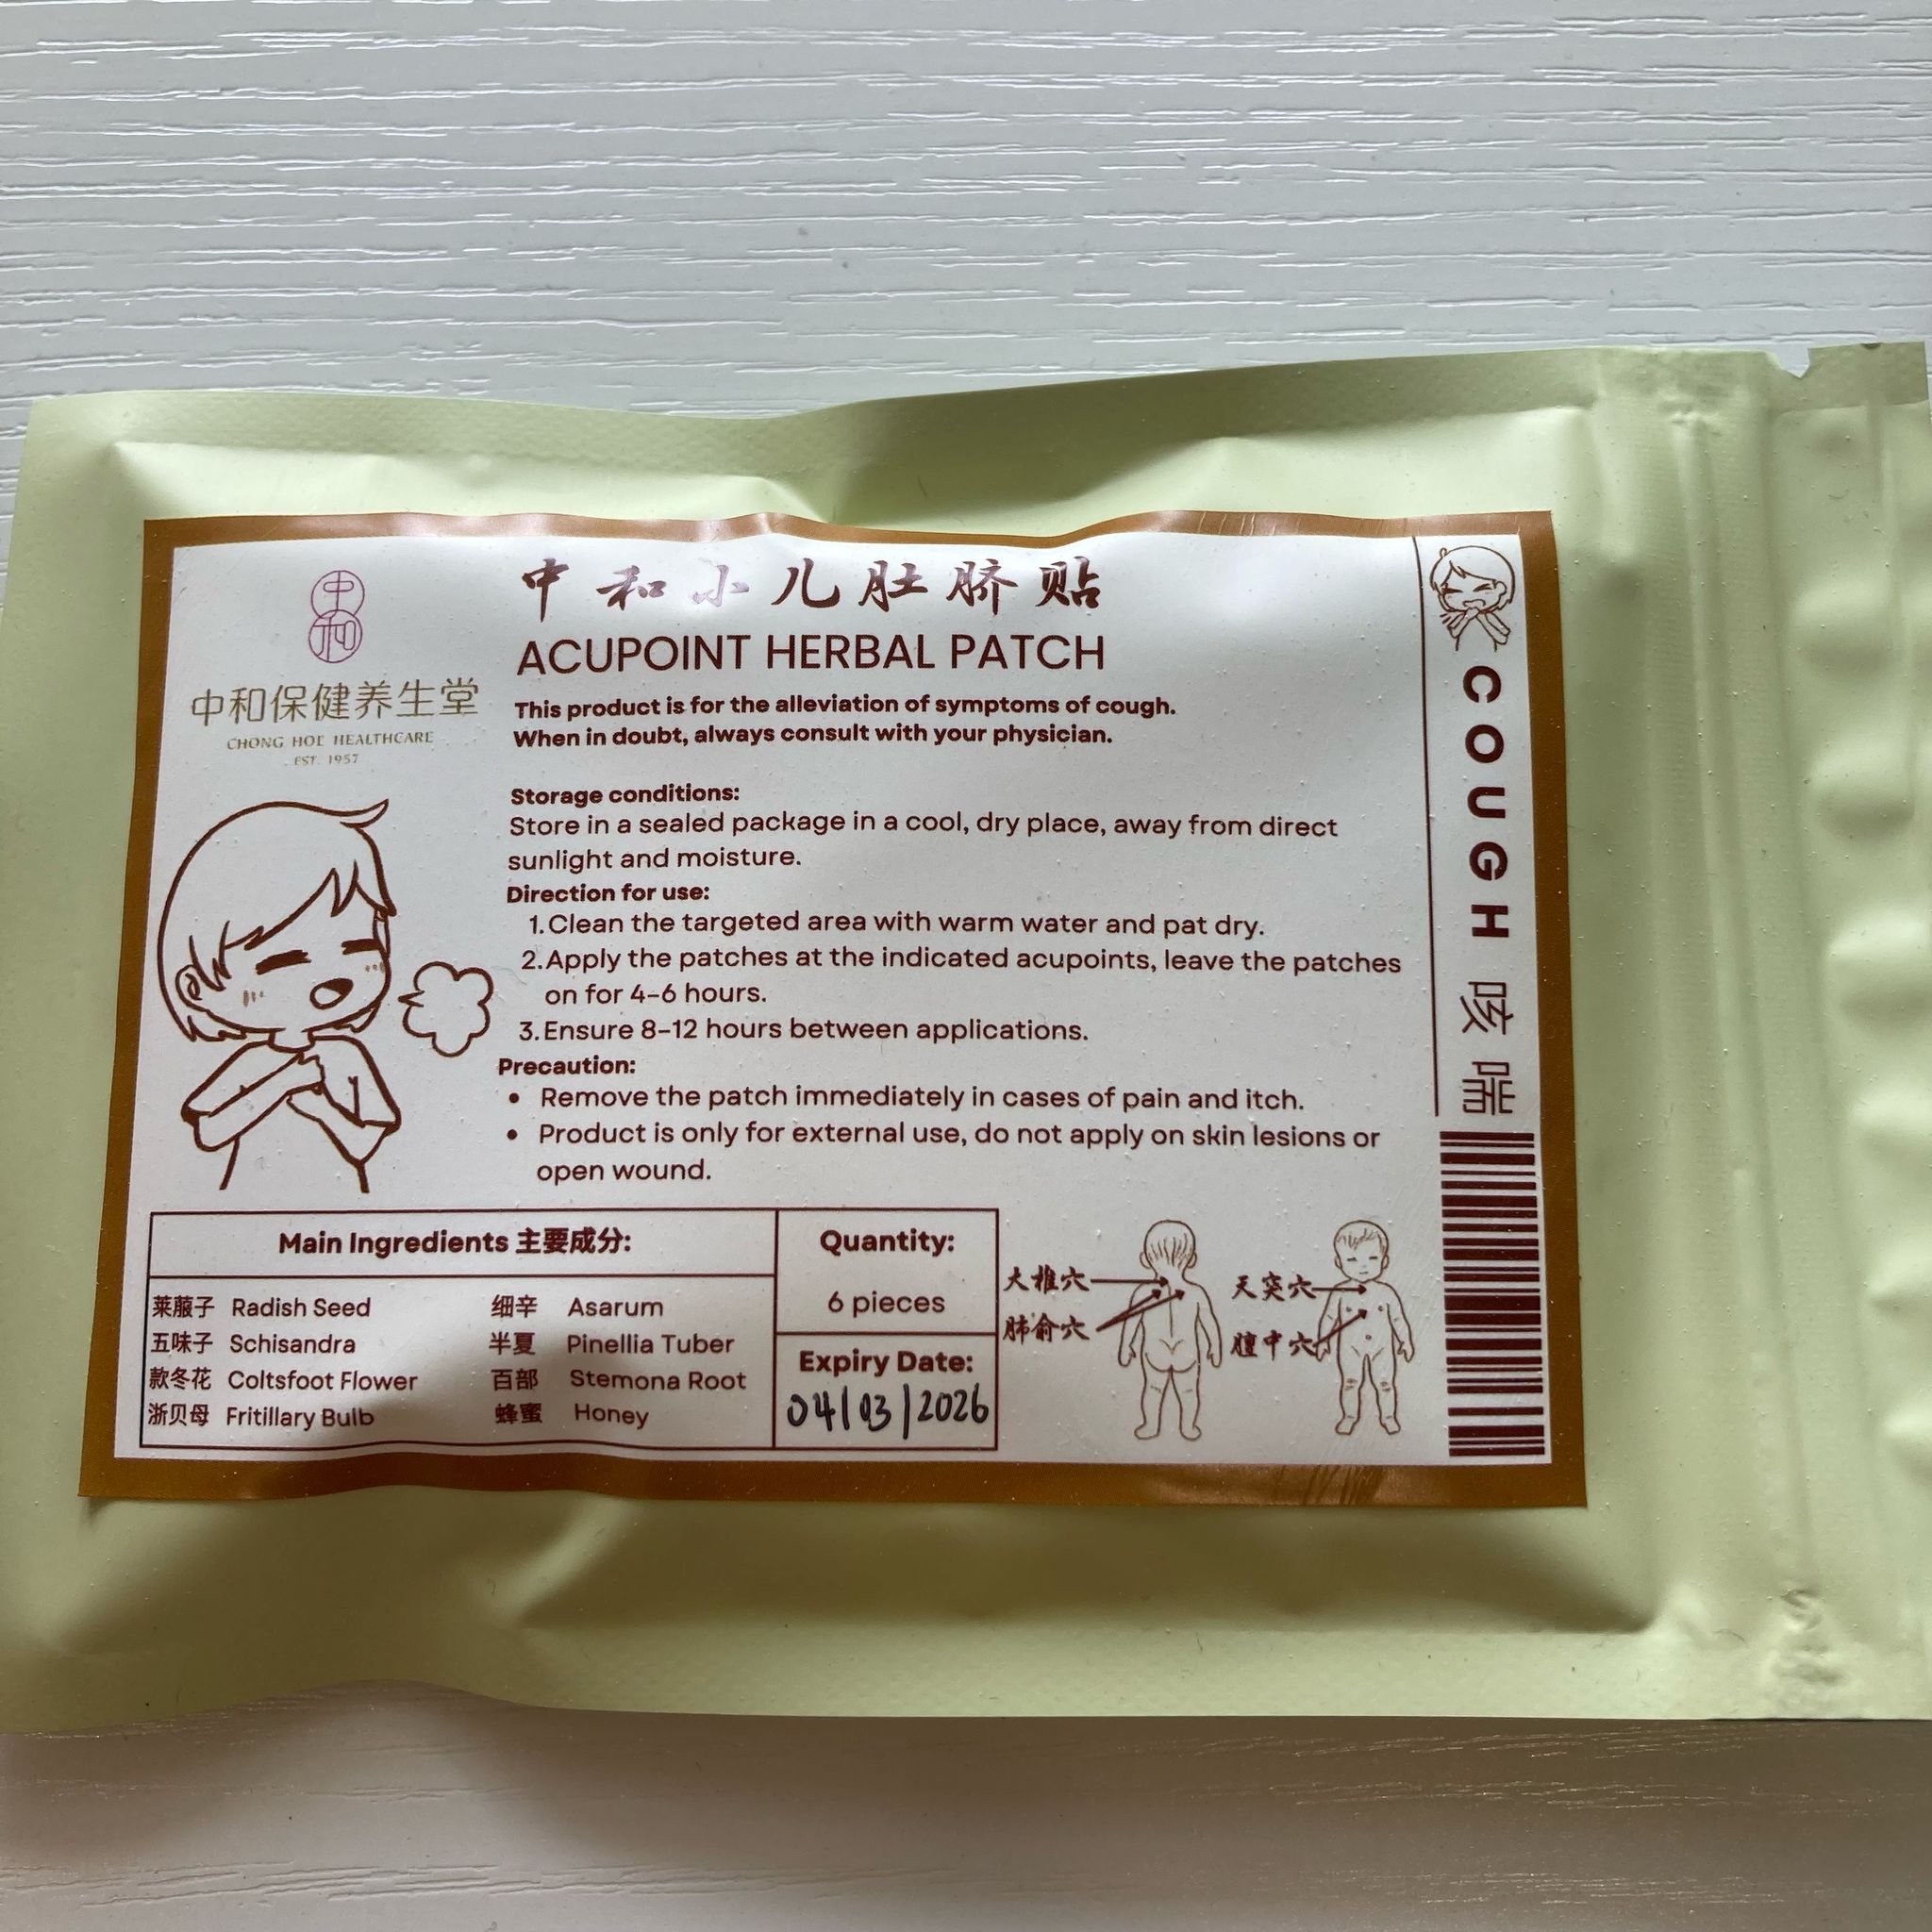 中和
中和保健养生堂
CHONG HOE HEALTHCARE
EST. 1957
中和小儿肚脐贴
ACUPOINT HERBAL PATCH
This product is for the alleviation of symptoms of cough.
When in doubt, always consult with your physician.
Storage conditions:
Store in a sealed package in a cool, dry place, away from direct
sunlight and moisture.
Direction for use:
1. Clean the targeted area with warm water and pat dry.
2. Apply the patches at the indicated acupoints, leave the patches
on for 4-6 hours.
3. Ensure 8-12 hours between applications.
Precaution:
• Remove the patch immediately in cases of pain and itch.
• Product is only for external use, do not apply on skin lesions or
open wound.
Main Ingredients 主要成分:
莱菔子 Radish Seed 细辛 Asarum
五味子 Schisandra 半夏 Pinellia Tuber
款冬花 Coltsfoot Flower 百部 Stemona Root
浙贝母 Fritillary Bulb 蜂蜜 Honey
Quantity:
6 pieces
Expiry Date:
04/03/2026
大椎穴
肺俞穴
天突穴
膻中穴
COUGH 咳喘